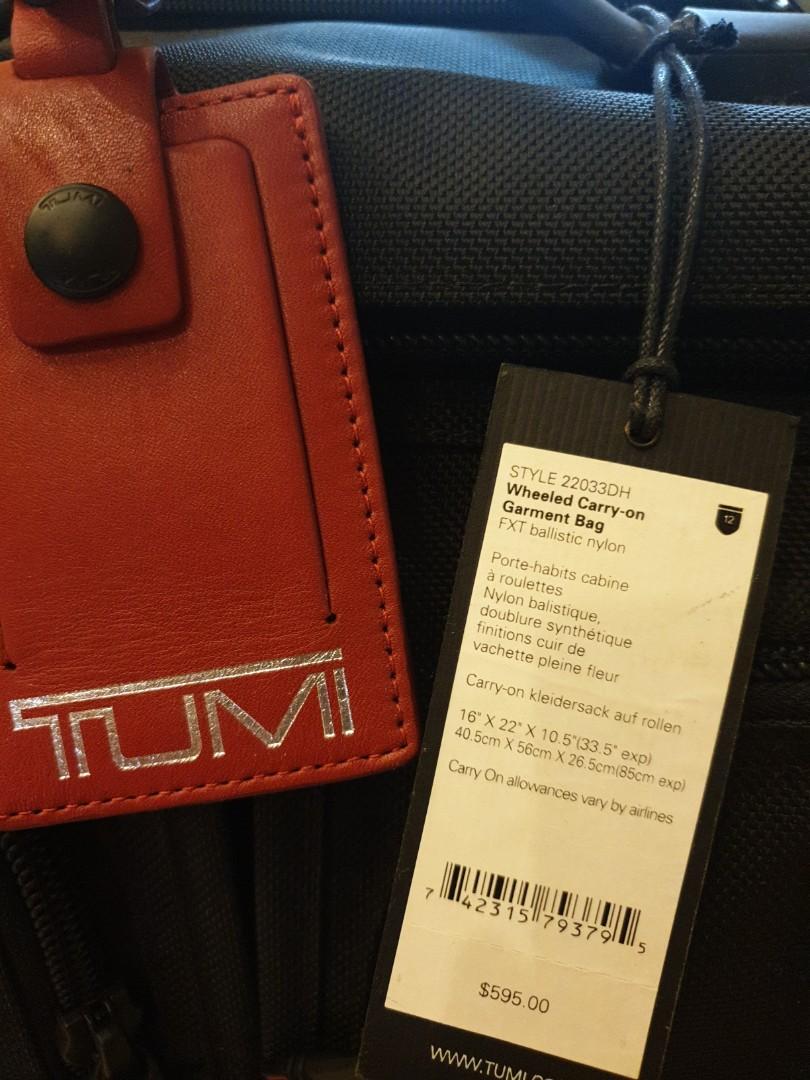 TUMI
TUMI
STYLE 22033DH
Wheeled Carry-on
Garment Bag
FXT ballistic nylon
12
Porte-habits cabine
à roulettes
Nylon balistique,
doublure synthétique
finitions cuir de
vachette pleine fleur
Carry-on kleidersack auf rollen
16" X 22" X 10.5"(33.5" exp)
40.5cm X 56cm X 26.5cm(85cm exp)
Carry On allowances vary by airlines
7 42315 79379 5
$595.00